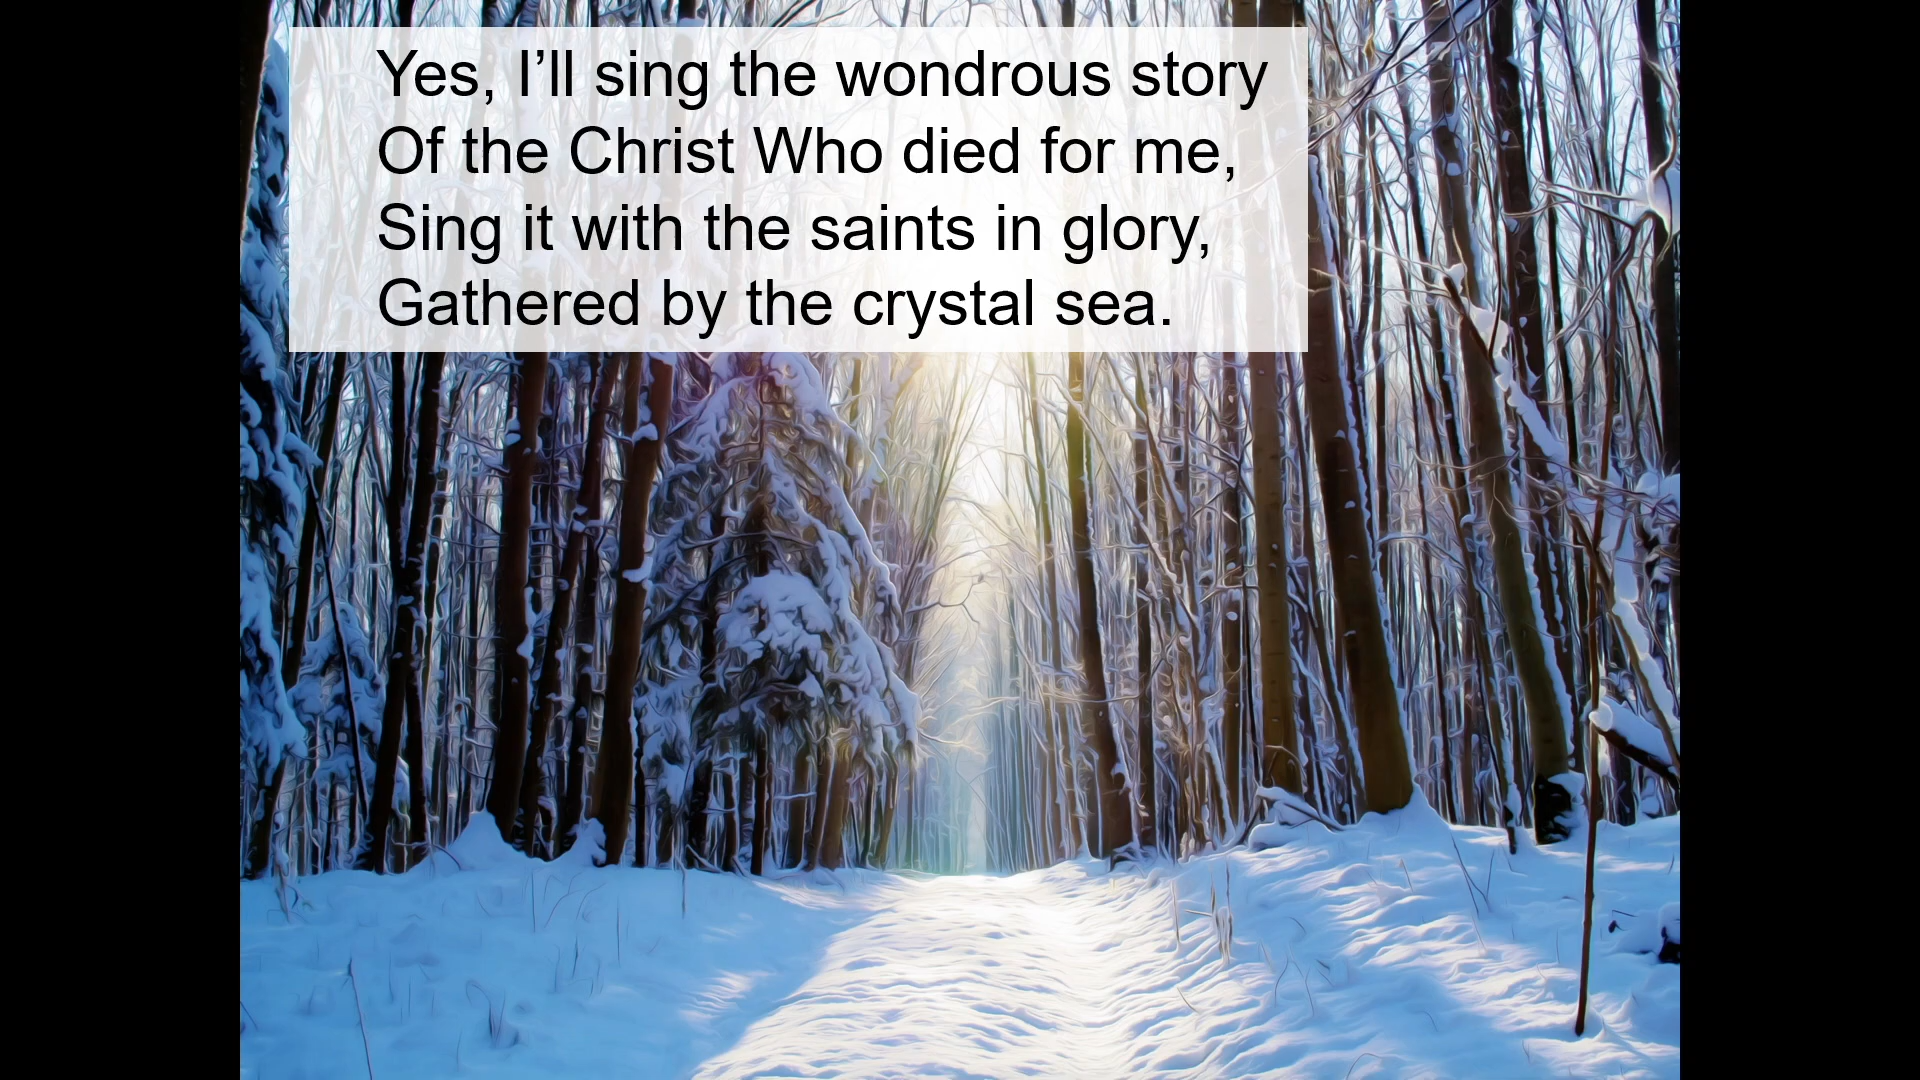 Yes, I’ll sing the wondrous story
Of the Christ Who died for me,
Sing it with the saints in glory,
Gathered by the crystal sea.